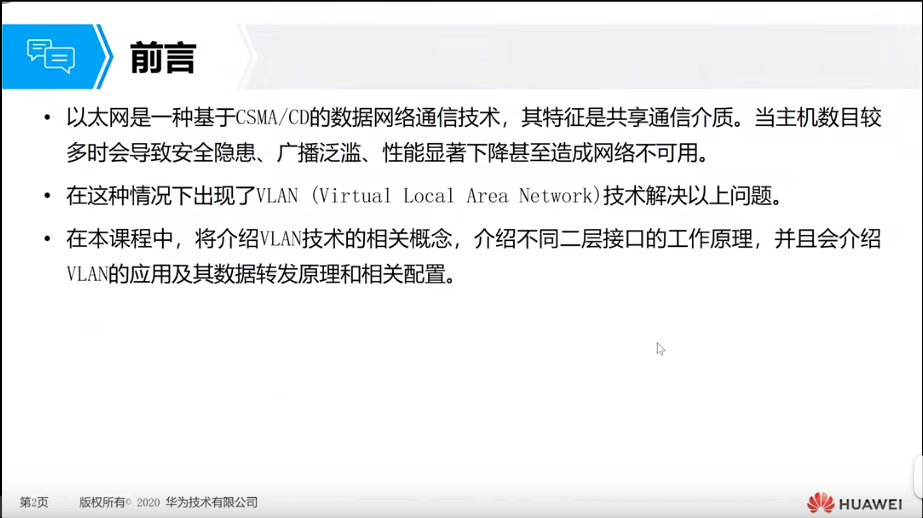 前言
• 以太网是一种基于CSMA/CD的数据网络通信技术，其特征是共享通信介质。当主机数目较
多时会导致安全隐患、广播泛滥、性能显著下降甚至造成网络不可用。
• 在这种情况下出现了VLAN (Virtual Local Area Network)技术解决以上问题。
• 在本课程中，将介绍VLAN技术的相关概念，介绍不同二层接口的工作原理，并且会介绍
VLAN的应用及其数据转发原理和相关配置。
第2页 版权所有© 2020 华为技术有限公司
HUAWEI